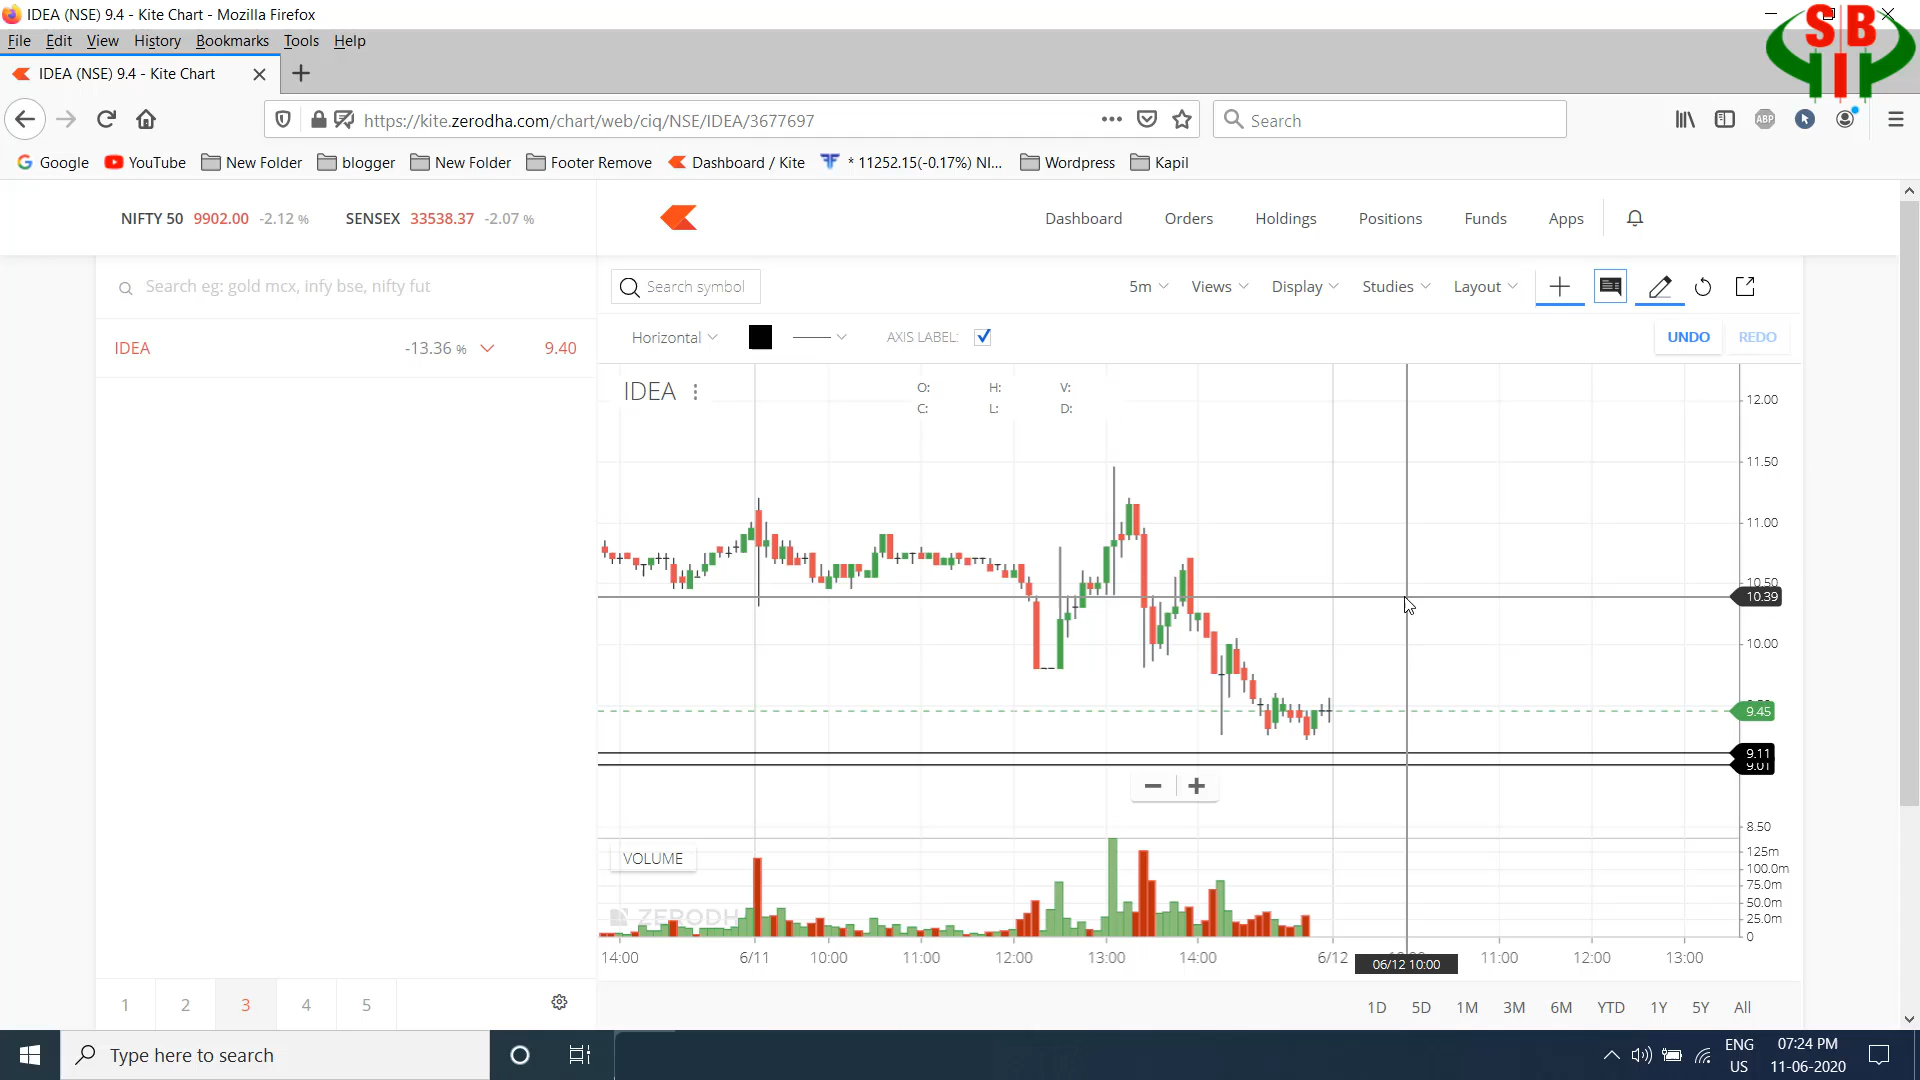 IDEA (NSE) 9.4 - Kite Chart - Mozilla Firefox
SB
File Edit View History Bookmarks Tools Help
IDEA (NSE) 9.4 - Kite Chart
https://kite.zerodha.com/chart/web/ciq/NSE/IDEA/3677697
Search
ABP
Google YouTube New Folder blogger New Folder Footer Remove Dashboard / Kite * 11252.15(-0.17%) NI... Wordpress Kapil
NIFTY 50 9902.00 -2.12 % SENSEX 33538.37 -2.07 %
Dashboard Orders Holdings Positions Funds Apps
Search eg: gold mcx, infy bse, nifty fut
Search symbol
5m Views Display Studies Layout
IDEA -13.36 % 9.40
Horizontal AXIS LABEL: UNDO REDO
IDEA
O: H: V:
C: L: D:
12.00
11.50
11.00
10.50
10.39
10.00
9.45
9.11
9.01
8.50
VOLUME
125m
100.0m
75.0m
50.0m
25.0m
0
ZERODH
14:00 6/11 10:00 11:00 12:00 13:00 14:00 6/12 06/12 10:00 11:00 12:00 13:00
1 2 3 4 5
1D 5D 1M 3M 6M YTD 1Y 5Y All
Type here to search
ENG
US
07:24 PM
11-06-2020